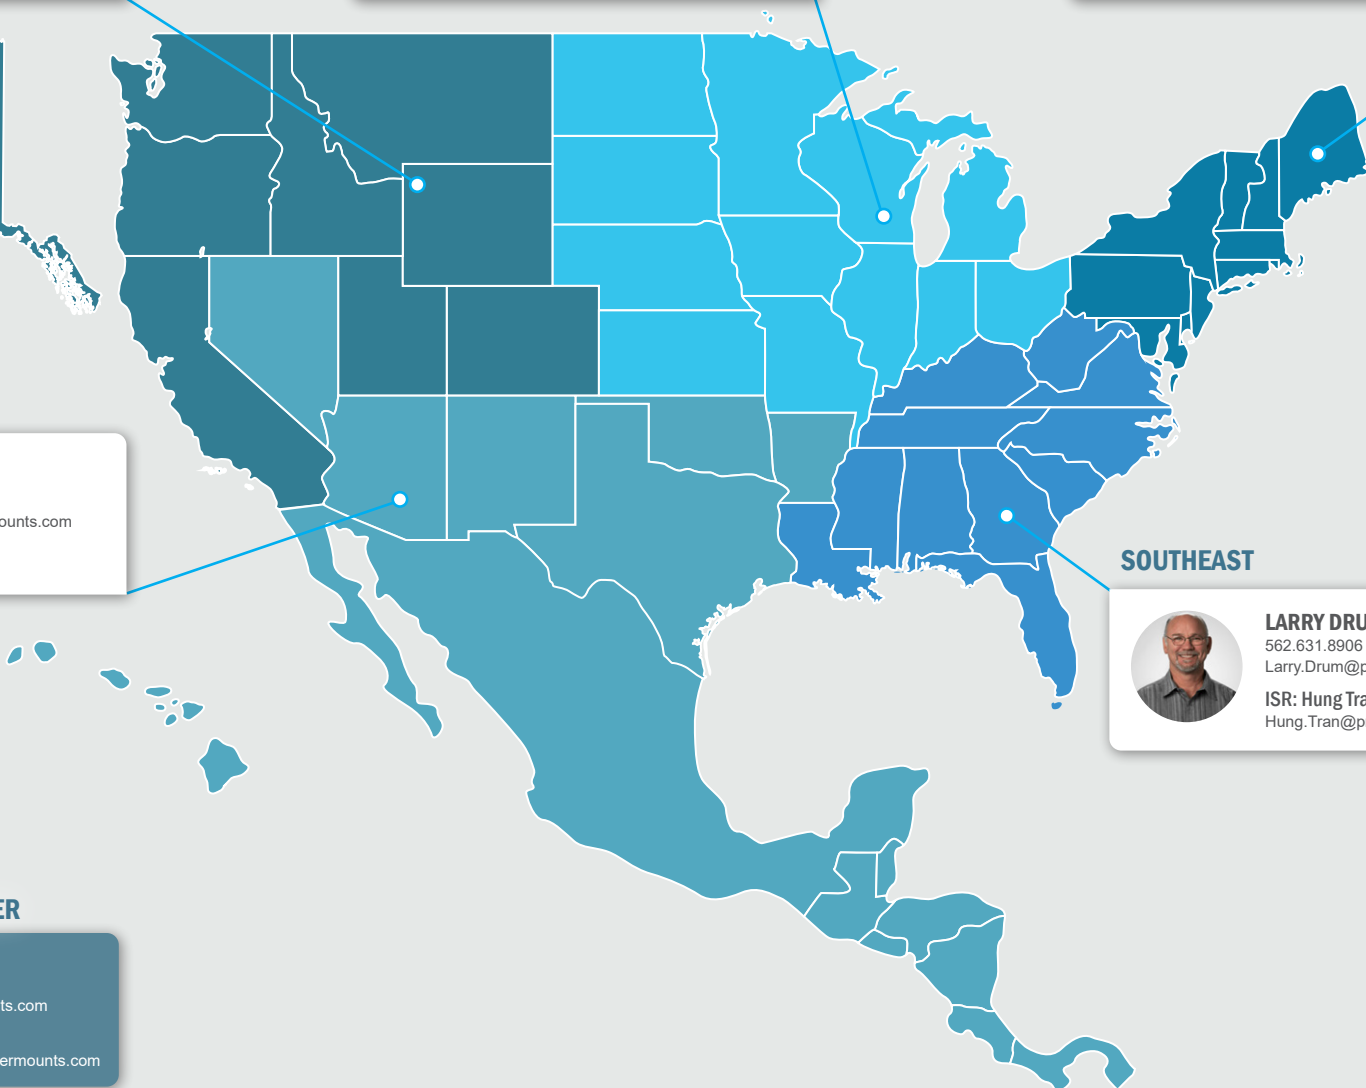 ounts.com
SOUTHEAST
LARRY DRU
562.631.8906
Larry.Drum@p
ISR: Hung Tra
Hung.Tran@p
ER
ts.com
ermounts.com